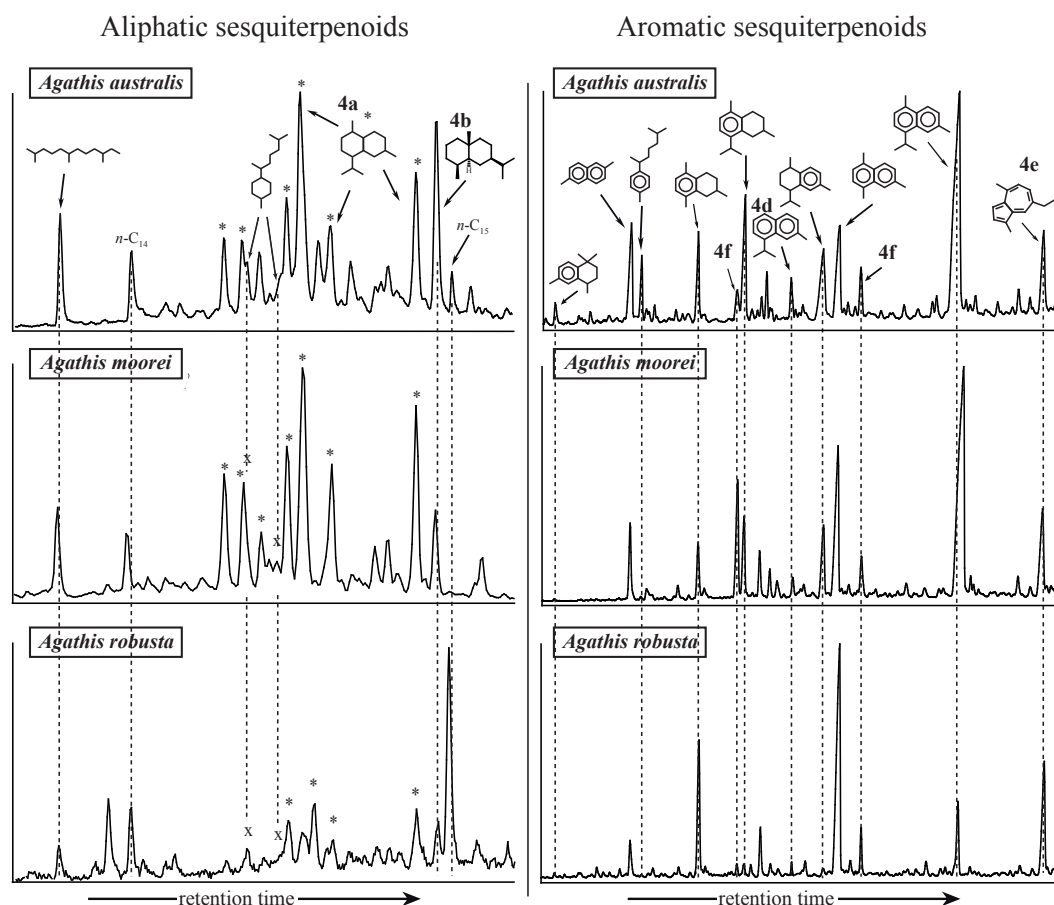 Aliphatic sesquiterpenoids
Aromatic sesquiterpenoids
Agathis australis
*
4a
*
4b
n-C14
*
*
*
*
*
H
n-C15
Agathis australis
4f
4d
4f
4e
Agathis moorei
*
*
x
*
*
x
*
*
*
Agathis moorei
Agathis robusta
x
x
*
*
*
*
Agathis robusta
retention time
retention time